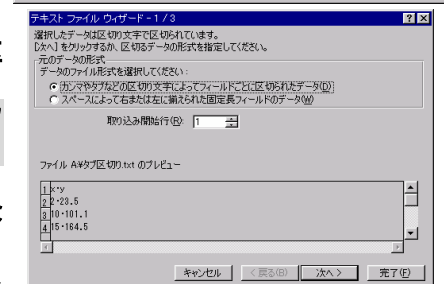 テキスト ファイル ウィザード - 1 / 3
選択したデータは区切り文字で区切られています。
[次へ] をクリックするか、区切るデータの形式を指定してください。
元のデータの形式
データのファイル形式を選択してください:
カンマやタブなどの区切り文字によってフィールドごとに区切られたデータ(D)
スペースによって右または左に揃えられた固定長フィールドのデータ(W)
取り込み開始行(R): 1
ファイル A:¥タブ区切り.txt のプレビュー
1 x・y
2 2・23.5
3 10・101.1
4 15・164.5
キャンセル < 戻る(B) 次へ > 完了(F)